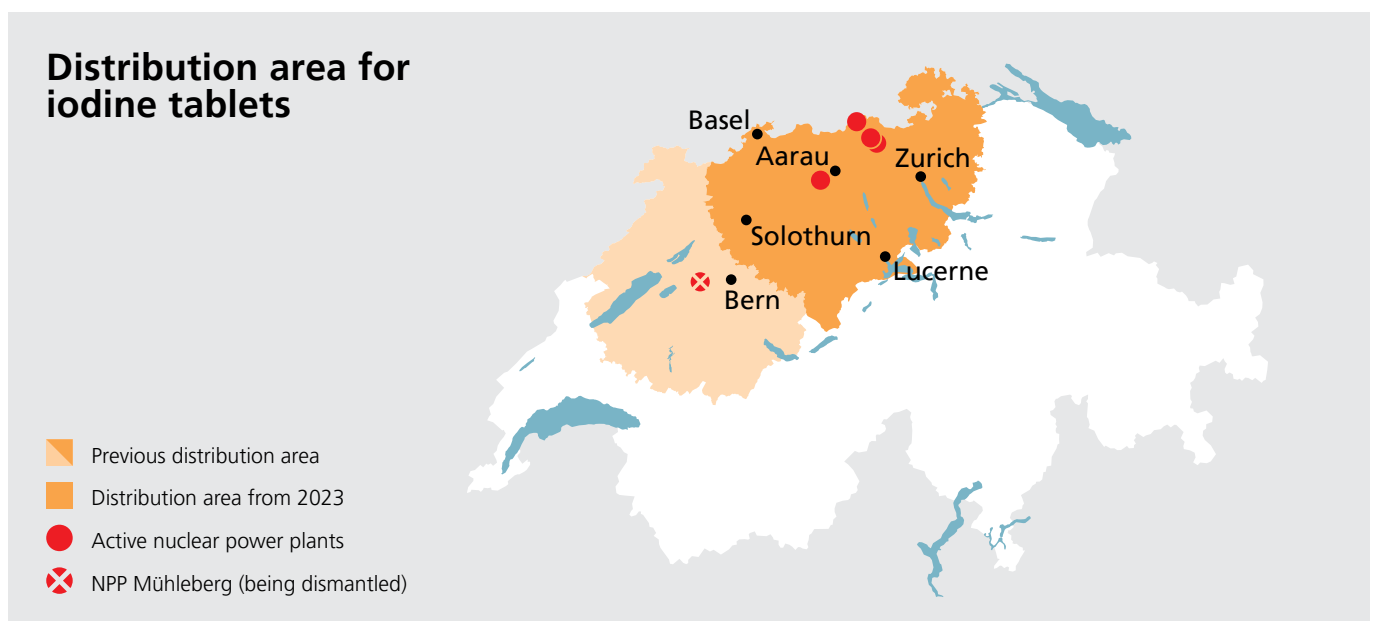 Distribution area for
iodine tablets
Basel
Aarau
Zurich
Solothurn
Lucerne
Bern
Previous distribution area
Distribution area from 2023
Active nuclear power plants
NPP Mühleberg (being dismantled)